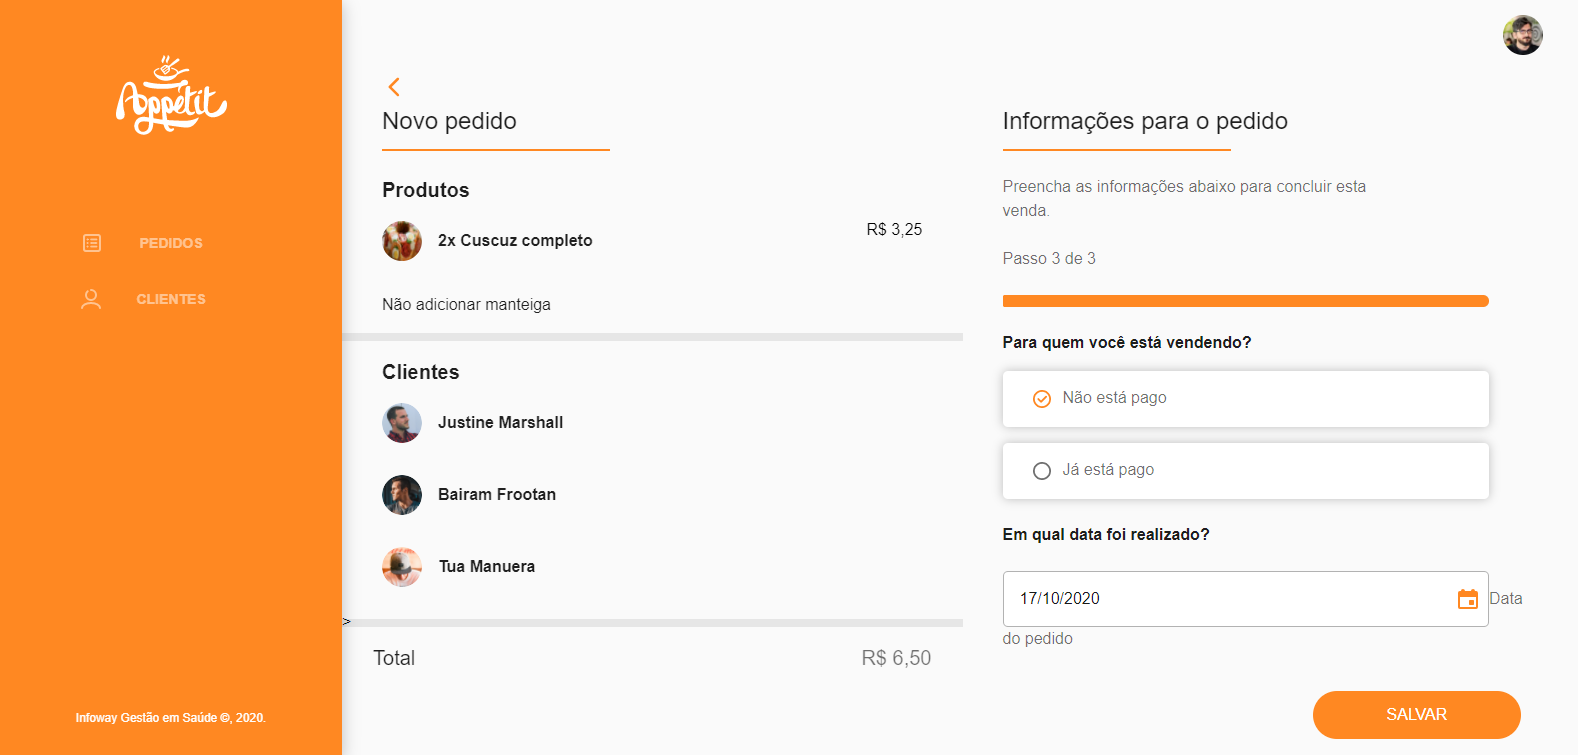 Appétit
PEDIDOS
CLIENTES
Infoway Gestão em Saúde ©, 2020.
Novo pedido
Produtos
2x Cuscuz completo
R$ 3,25
Não adicionar manteiga
Clientes
Justine Marshall
Bairam Frootan
Tua Manuera
>
Total
R$ 6,50
Informações para o pedido
Preencha as informações abaixo para concluir esta
venda.
Passo 3 de 3
Para quem você está vendendo?
Não está pago
Já está pago
Em qual data foi realizado?
17/10/2020
Data
do pedido
SALVAR